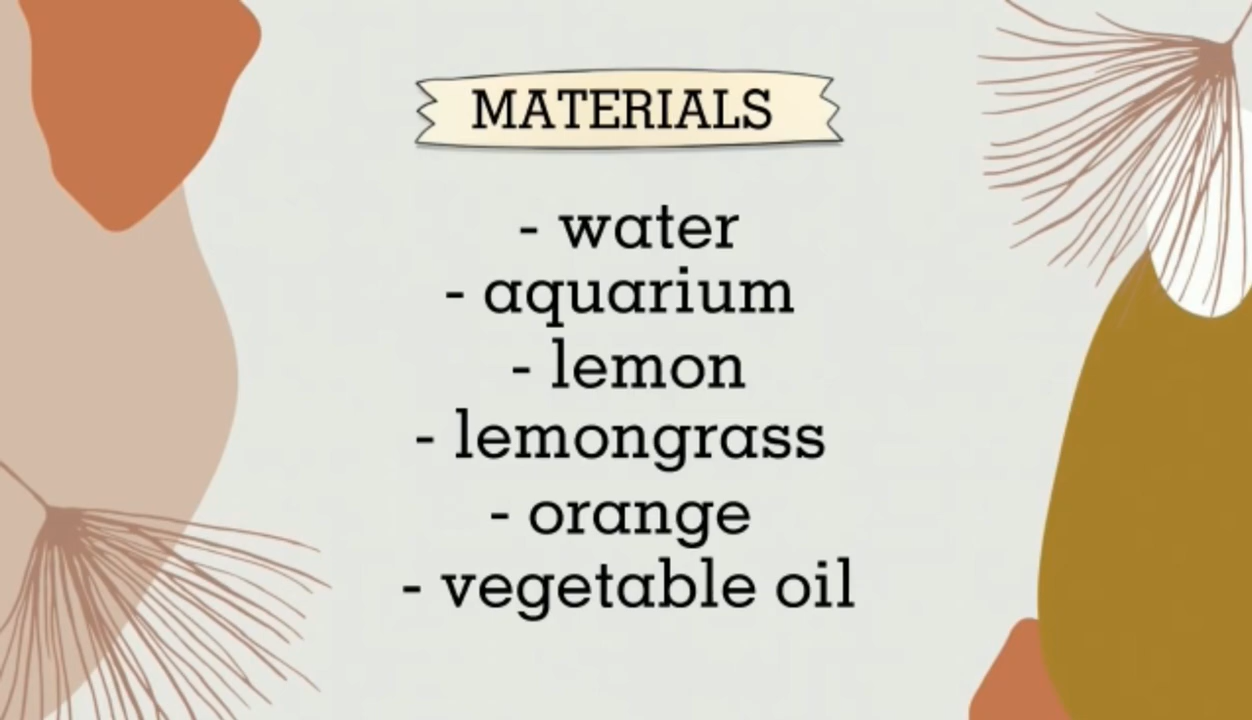 MATERIALS
- water
- aquarium
- lemon
- lemongrass
- orange
- vegetable oil